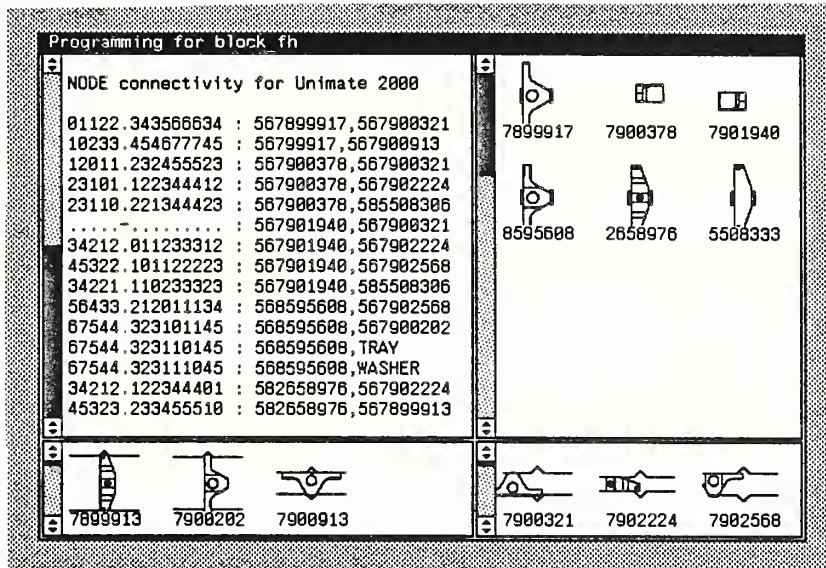 Programming for block_fh
NODE connectivity for Unimate 2000
01122.343566634 : 567899917,567900321
10233.454677745 : 56799917,567900913
12011.232455523 : 567900378,567900321
23101.122344412 : 567900378,567902224
23110.221344423 : 567900378,585508306
.....-......... : 567901940,567900321
34212.011233312 : 567901940,567902224
45322.101122223 : 567901940,567902568
34221.110233323 : 567901940,585508306
56433.212011134 : 568595608,567902568
67544.323101145 : 568595608,567900202
67544.323110145 : 568595608,TRAY
67544.323111045 : 568595608,WASHER
34212.122344401 : 582658976,567902224
45323.233455510 : 582658976,567899913
7899917 7900378 7901940
8595608 2658976 5508333
7899913 7900202 7900913
7900321 7902224 7902568